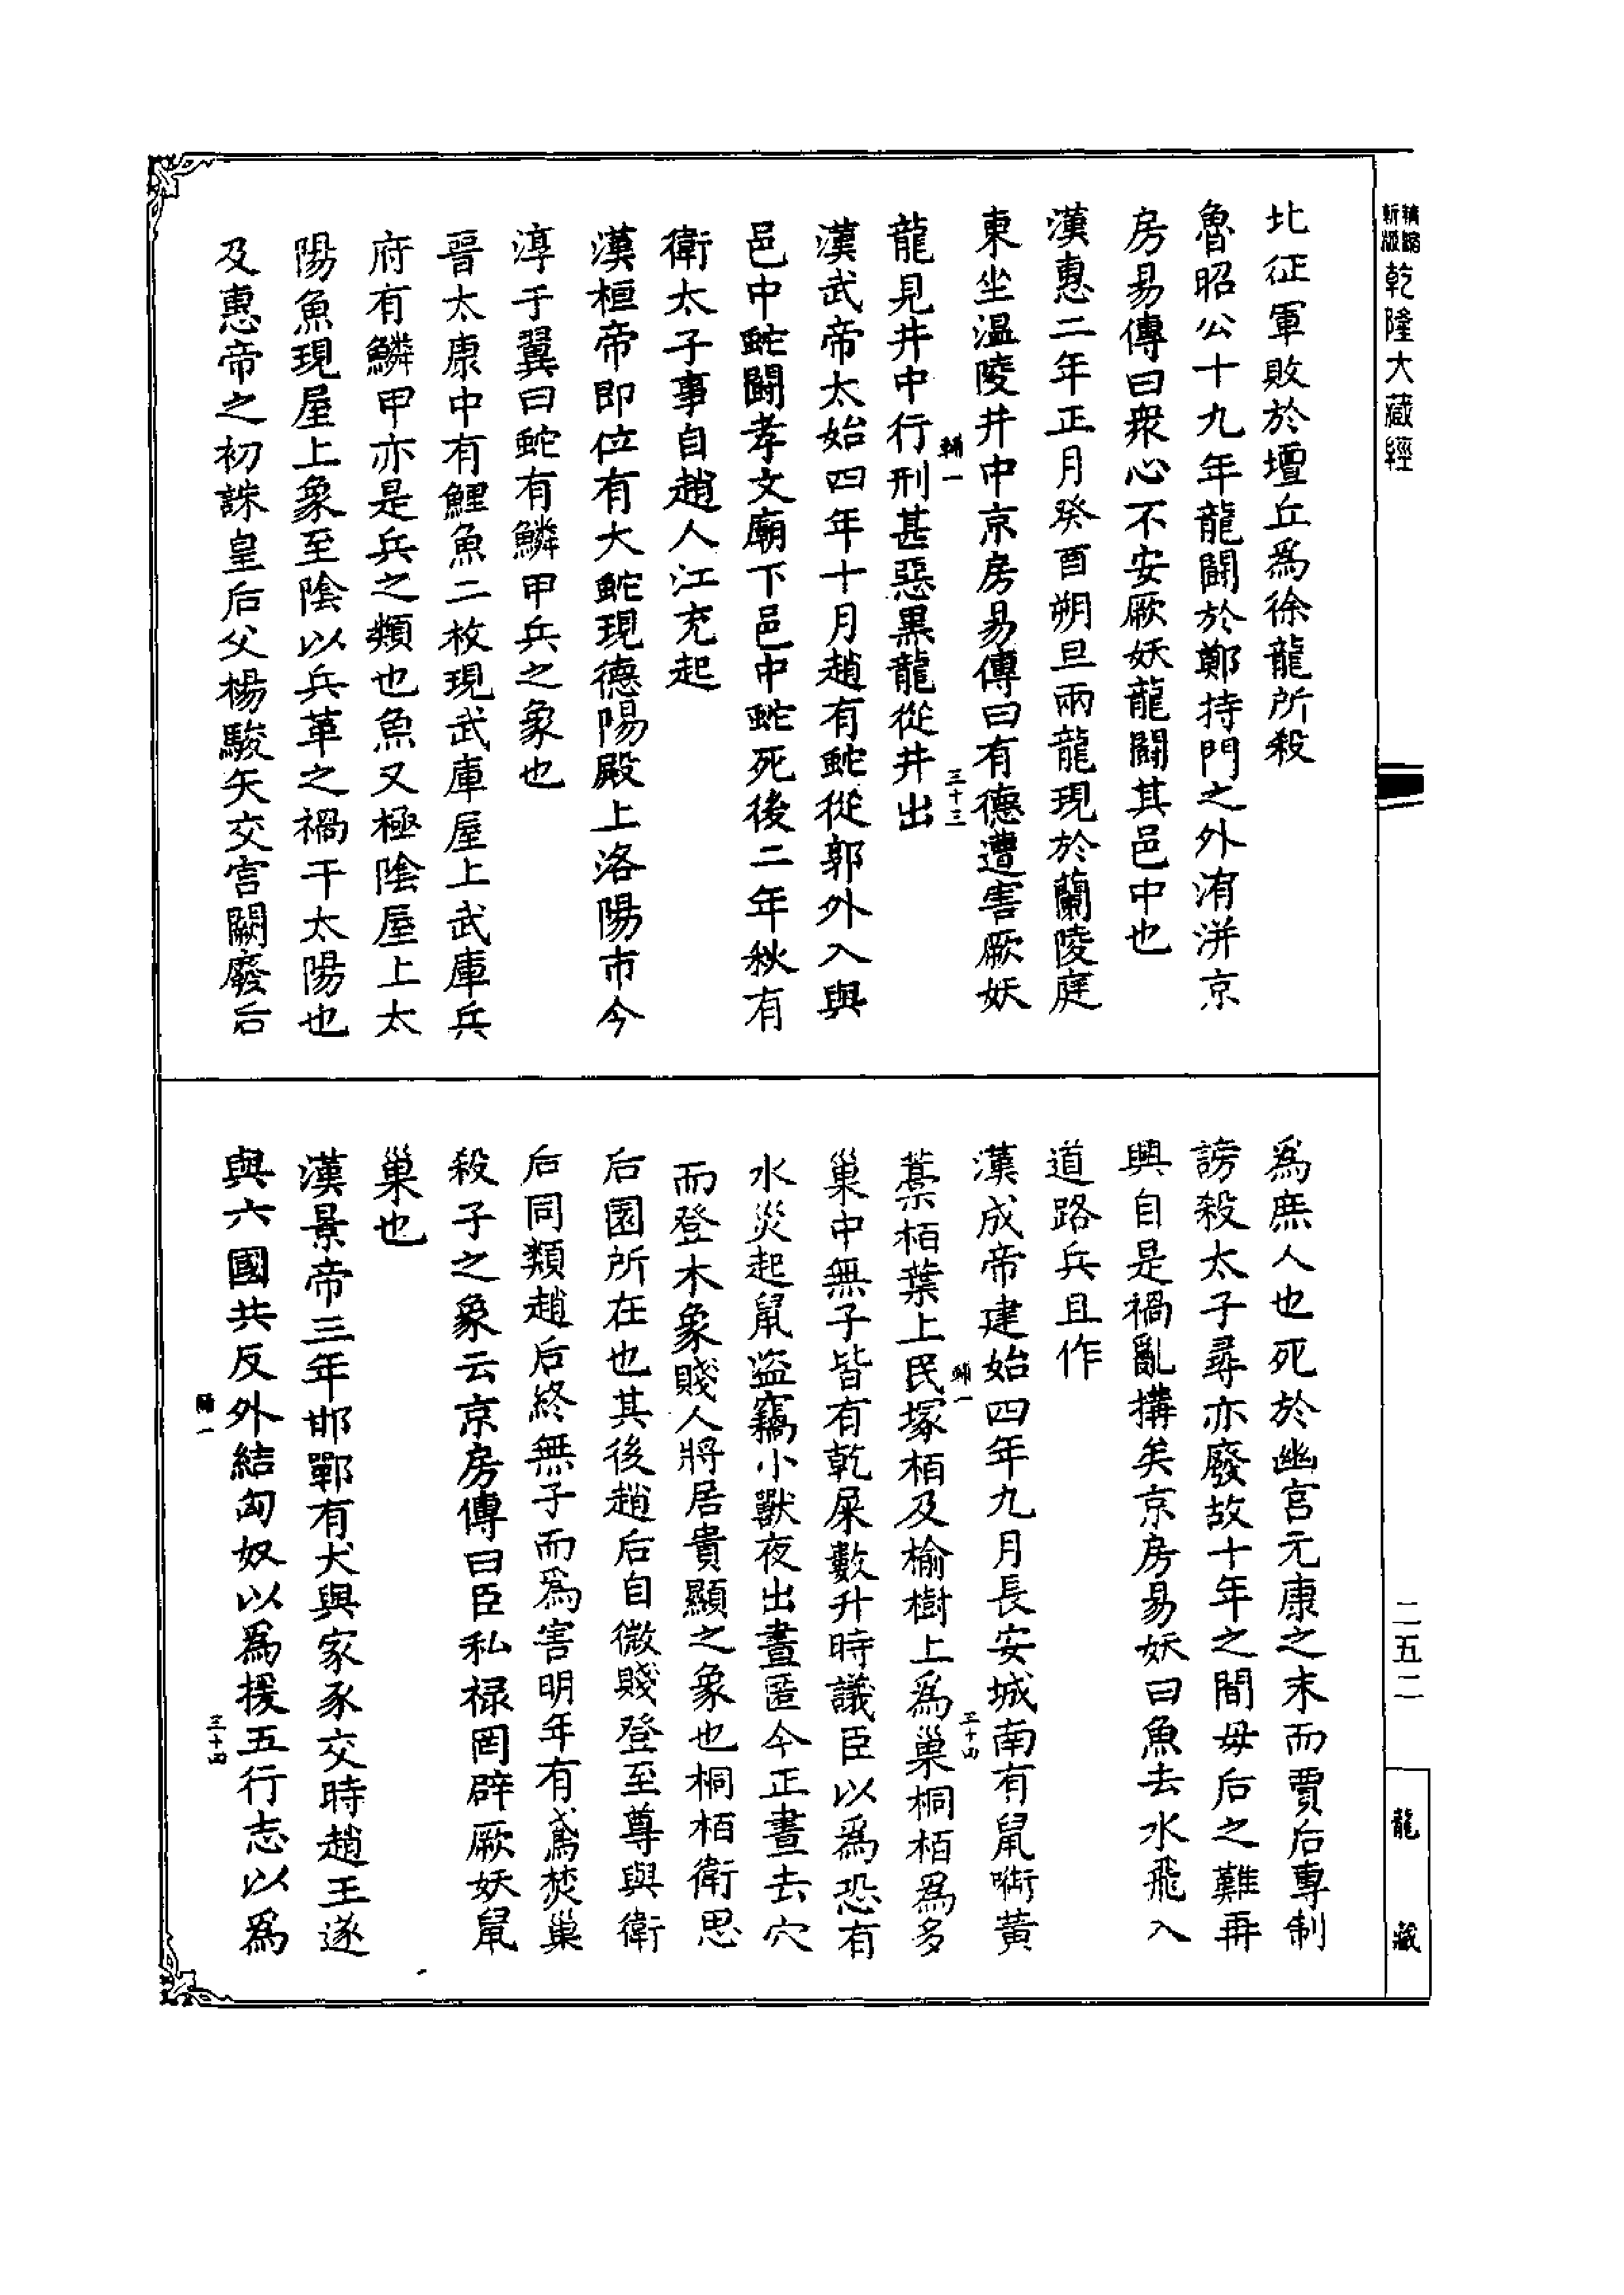 精縮新版乾隆大藏經
北征軍敗於壇丘爲徐龍所殺
魯昭公十九年龍鬭於鄭持門之外洧洴京
房易傳曰衆心不安厥妖龍鬭其邑中也
漢惠二年正月癸酉朔旦兩龍現於蘭陵庭
東坐温陵井中京房易傳曰有德遭害厥妖
輔一
三十三
龍見井中行刑甚惡黒龍從井出
漢武帝太始四年十月趙有蛇從郭外入與
邑中蛇鬭孝文廟下邑中蛇死後二年秋有
衛太子事自趙人江充起
漢桓帝即位有大蛇現德陽殿上洛陽市令
淳于翼曰蛇有鱗甲兵之象也
晉太康中有鯉魚二枚現武庫屋上武庫兵
府有鱗甲亦是兵之類也魚又極陰屋上太
陽魚現屋上象至陰以兵革之禍干太陽也
及惠帝之初誅皇后父楊駿矢交宫闕廢后
爲庶人也死於幽宫元康之末而賈后專制
謗殺太子尋亦廢故十年之間母后之難再
興自是禍亂搆矣京房易妖曰魚去水飛入
道路兵且作
漢成帝建始四年九月長安城南有鼠嘶黄
輔一
三十四
藁栢葉上民塚栢及榆樹上爲巢桐栢爲多
巢中無子皆有乾屎數升時議臣以爲恐有
水災起鼠盜竊小獸夜出晝匿今正晝去穴
而登木象賤人將居貴顯之象也桐栢衛思
后園所在也其後趙后自微賤登至尊與衛
后同類趙后終無子而爲害明年有鳶焚巢
殺子之象云京房傳曰臣私禄罔辟厥妖鼠
巢也
漢景帝三年邯鄲有犬與家豕交時趙王遂
與六國共反外結匈奴以爲援五行志以爲
輔一
三十四
二五二
龍藏